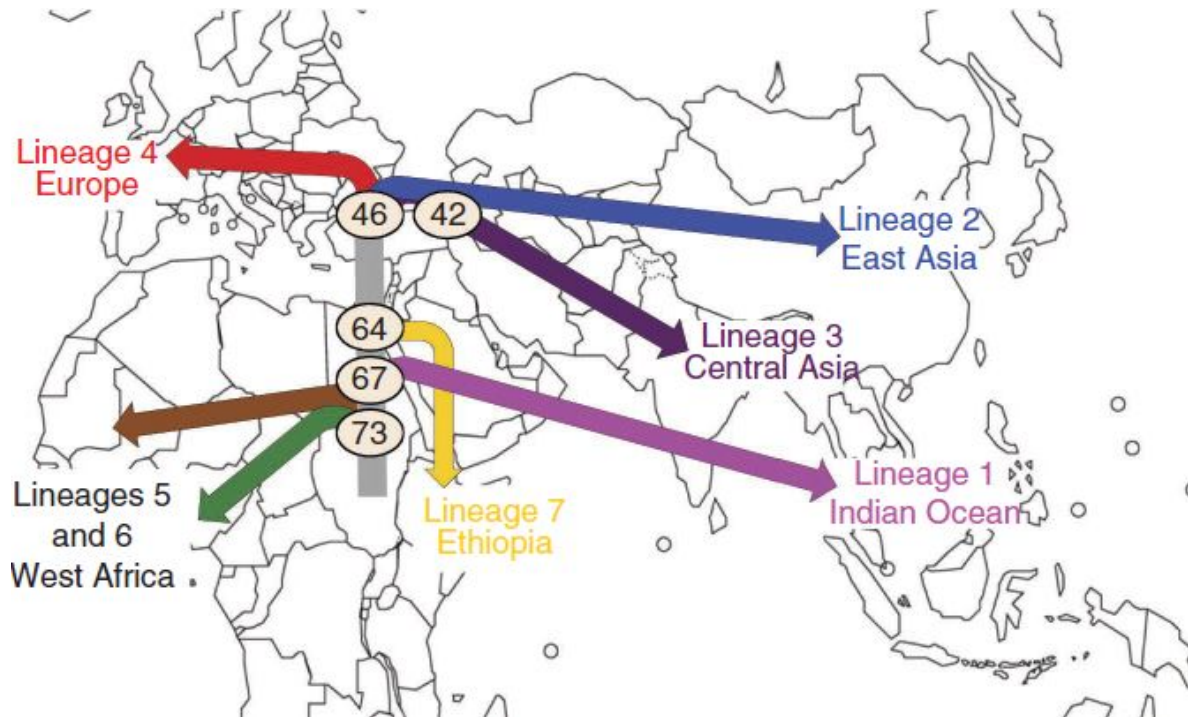 Lineage 4
Europe
46
42
Lineage 2
East Asia
64
Lineage 3
Central Asia
67
73
Lineages 5
and 6
West Africa
Lineage 7
Ethiopia
Lineage 1
Indian Ocean